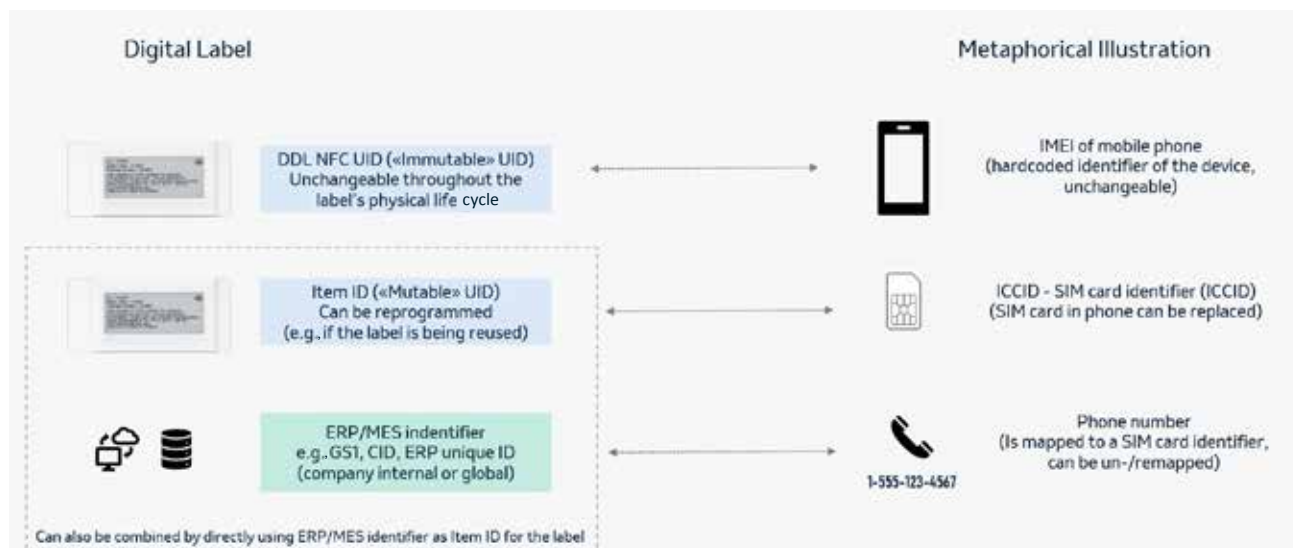 Digital Label
Metaphorical Illustration
DDL NFC UID («Immutable» UID)
Unchangeable throughout the
label's physical life cycle
IMEI of mobile phone
(hardcoded identifier of the device,
unchangeable)
Item ID («Mutable» UID)
Can be reprogrammed
(e.g., if the label is being reused)
ICCID - SIM card identifier (ICCID)
(SIM card in phone can be replaced)
ERP/MES indentifier
e.g., GS1, CID, ERP unique ID
(company internal or global)
Phone number
(Is mapped to a SIM card identifier,
can be un-/remapped)
1-555-123-4567
Can also be combined by directly using ERP/MES identifier as Item ID for the label